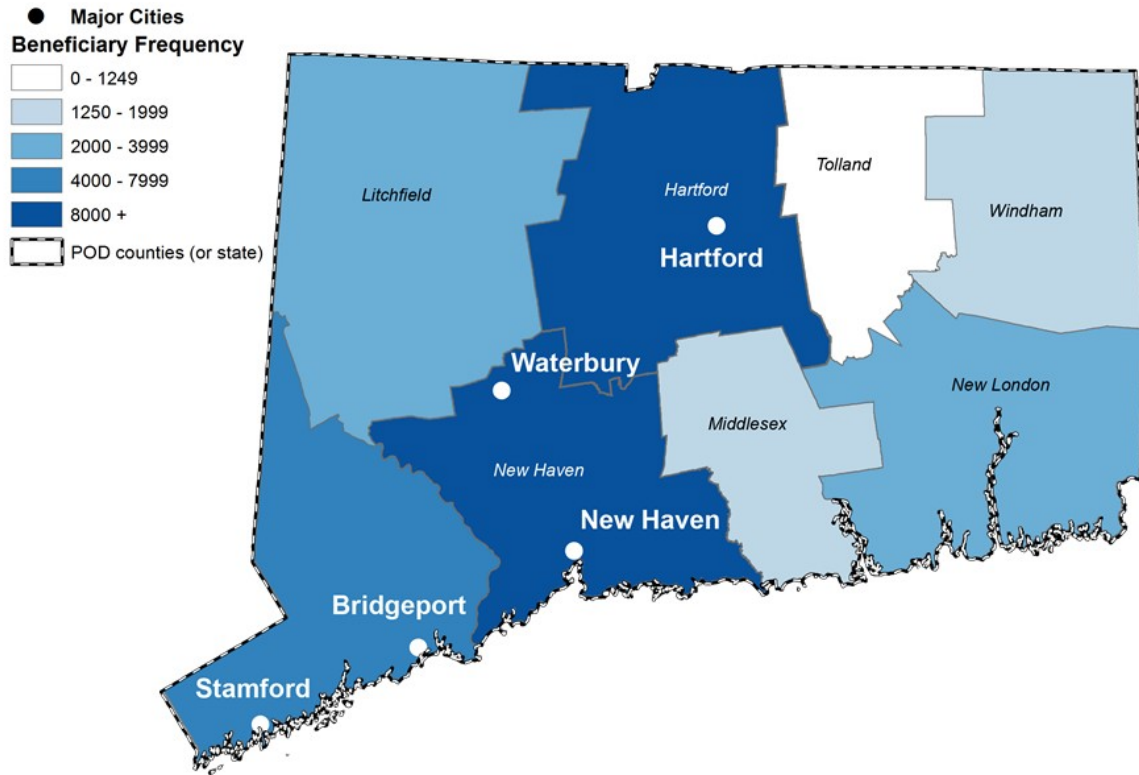 Major Cities
Beneficiary Frequency
0 - 1249
1250 - 1999
2000 - 3999
4000 - 7999
8000 +
POD counties (or state)
Litchfield
Hartford
Hartford
Tolland
Windham
Waterbury
New London
Middlesex
New Haven
New Haven
Bridgeport
Stamford